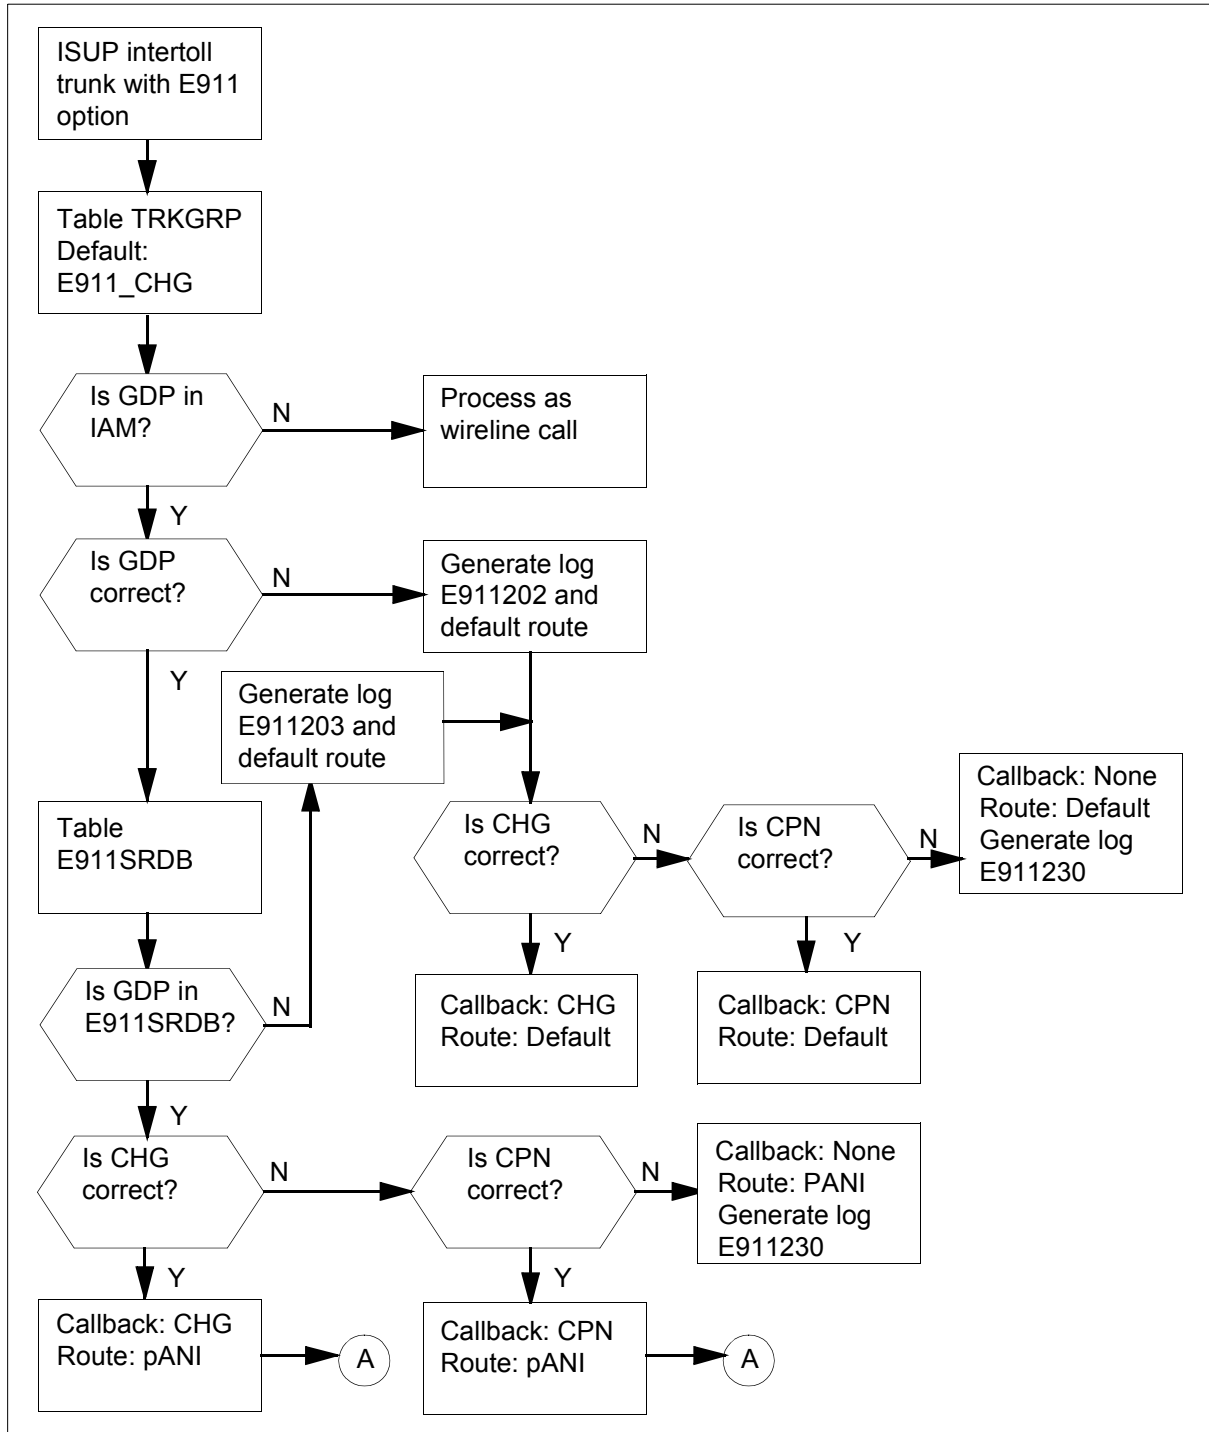 ISUP intertoll
trunk with E911
option
Table TRKGRP
Default:
E911_CHG
Is GDP in
IAM?
N
Process as
wireline call
Y
Is GDP
correct?
N
Generate log
E911202 and
default route
Y
Generate log
E911203 and
default route
Table
E911SRDB
Is CHG
correct?
N
Is CPN
correct?
N
Callback: None
Route: Default
Generate log
E911230
Y
Callback: CHG
Route: Default
Y
Callback: CPN
Route: Default
Is GDP in
E911SRDB?
N
Y
Is CHG
correct?
N
Is CPN
correct?
N
Callback: None
Route: PANI
Generate log
E911230
Y
Callback: CHG
Route: pANI
A
Y
Callback: CPN
Route: pANI
A